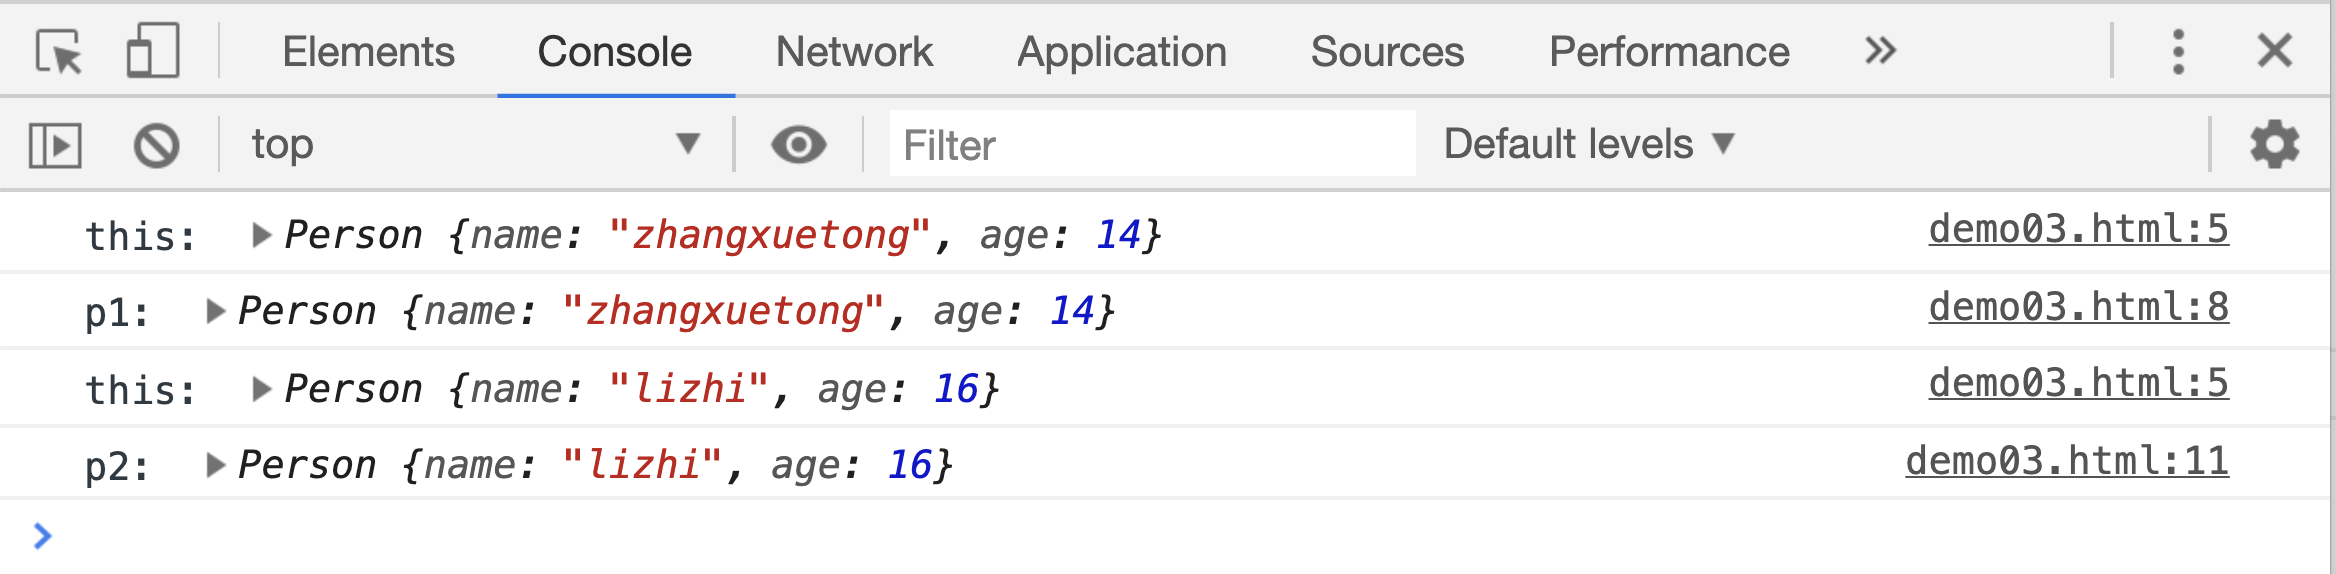 Elements Console Network Application Sources Performance
top Filter Default levels
this: Person {name: "zhangxuetong", age: 14} demo03.html:5
p1: Person {name: "zhangxuetong", age: 14} demo03.html:8
this: Person {name: "lizhi", age: 16} demo03.html:5
p2: Person {name: "lizhi", age: 16} demo03.html:11